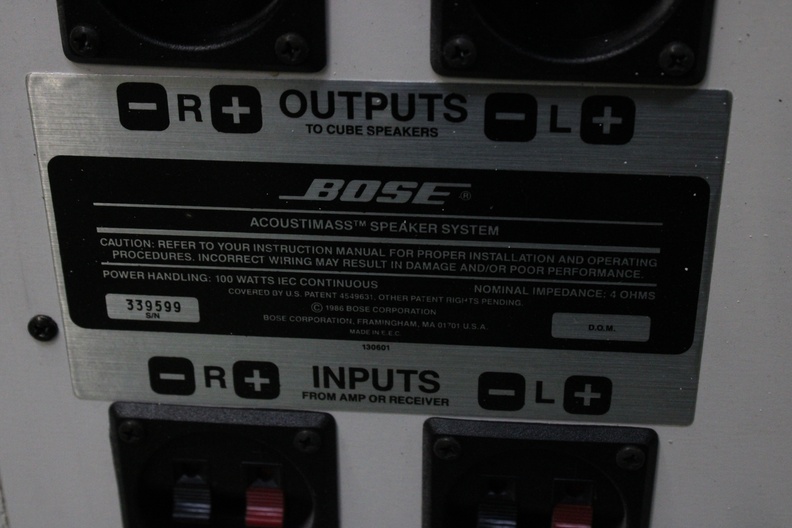 − R + OUTPUTS − L +
TO CUBE SPEAKERS
BOSE ®
ACOUSTIMASS™ SPEAKER SYSTEM
CAUTION: REFER TO YOUR INSTRUCTION MANUAL FOR PROPER INSTALLATION AND OPERATING
PROCEDURES. INCORRECT WIRING MAY RESULT IN DAMAGE AND/OR POOR PERFORMANCE.
POWER HANDLING: 100 WATTS IEC CONTINUOUS NOMINAL IMPEDANCE: 4 OHMS
COVERED BY U.S. PATENT 4549631. OTHER PATENT RIGHTS PENDING.
© 1986 BOSE CORPORATION
339599
S/N
BOSE CORPORATION, FRAMINGHAM, MA 01701 U.S.A.
D.O.M.
MADE IN E.E.C.
130601
− R + INPUTS − L +
FROM AMP OR RECEIVER